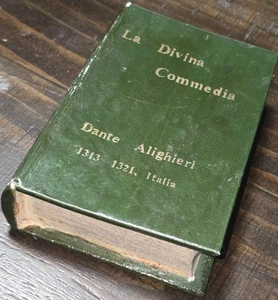 La Divina
Commedia
Dante Alighieri
1313 1321, Italia